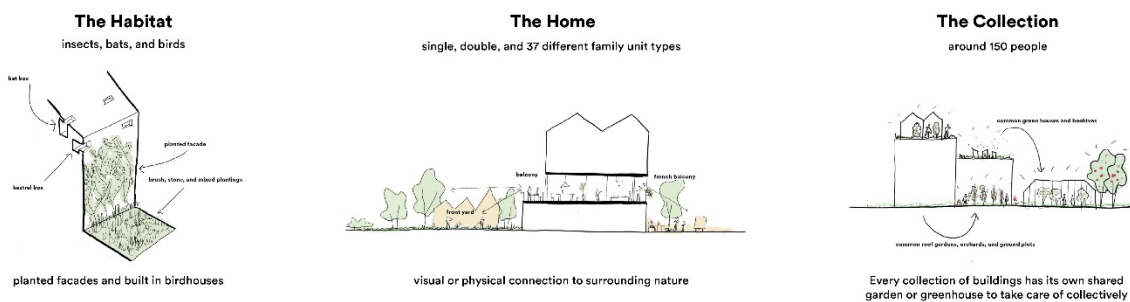 The Habitat
insects, bats, and birds
bat box
kestrel box
planted facade
brush, stone, and mixed plantings
planted facades and built in birdhouses
The Home
single, double, and 37 different family unit types
balcony
french balcony
front yard
visual or physical connection to surrounding nature
The Collection
around 150 people
common green houses and beehives
common roof gardens, orchards, and ground plots
Every collection of buildings has its own shared
garden or greenhouse to take care of collectively